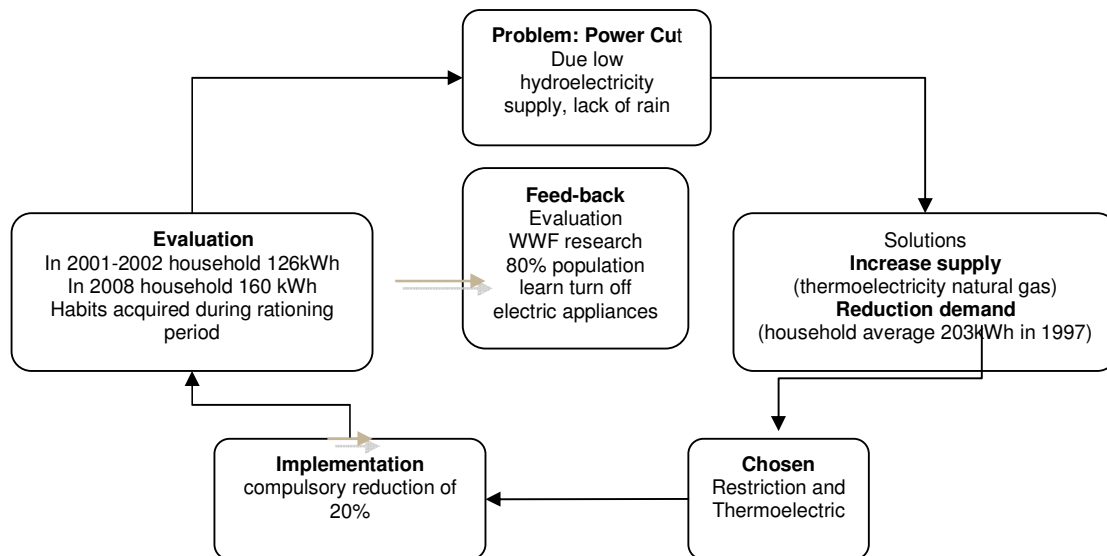 Problem: Power Cut
Due low
hydroelectricity
supply, lack of rain
Feed-back
Evaluation
WWF research
80% population
learn turn off
electric appliances
Evaluation
In 2001-2002 household 126kWh
In 2008 household 160 kWh
Habits acquired during rationing
period
Solutions
Increase supply
(thermoelectricity natural gas)
Reduction demand
(household average 203kWh in 1997)
Implementation
compulsory reduction of
20%
Chosen
Restriction and
Thermoelectric